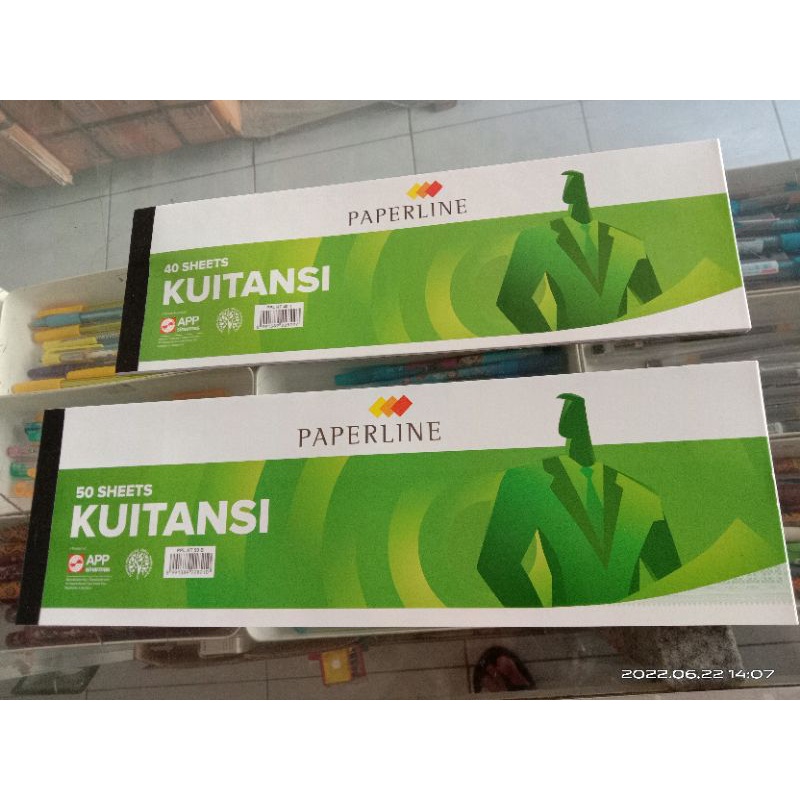 PAPERLINE
40 SHEETS
KUITANSI
APP
PAPERLINE
50 SHEETS
KUITANSI
APP
2022.06.22 14:07